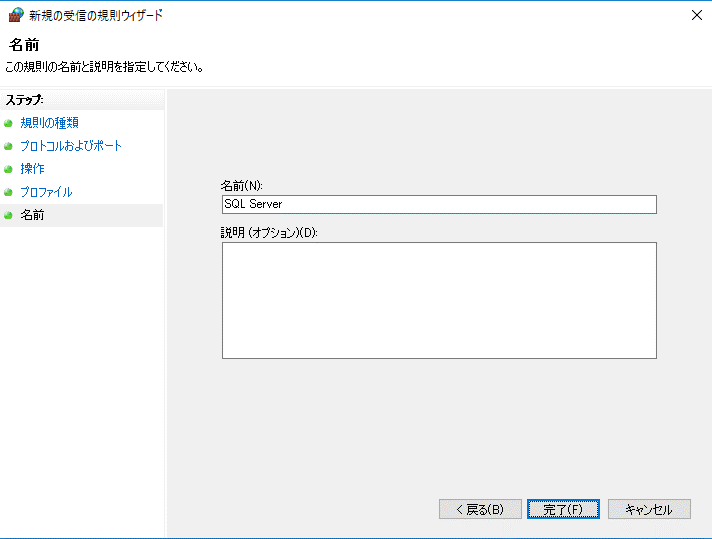 新規の受信の規則ウィザード
名前
この規則の名前と説明を指定してください。
ステップ:
規則の種類
プロトコルおよびポート
操作
プロファイル
名前
名前(N):
SQL Server
説明 (オプション)(D):
< 戻る(B)
完了(F)
キャンセル